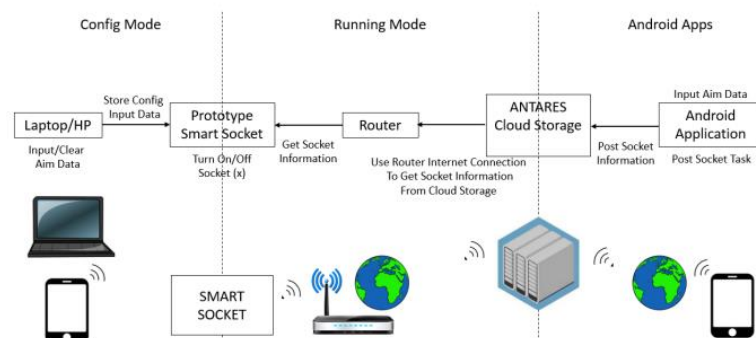 Config Mode
Running Mode
Android Apps
Store Config
Input Data
Laptop/HP
Input/Clear
Aim Data
Prototype
Smart Socket
Turn On/Off
Socket (x)
Get Socket
Information
Router
Use Router Internet Connection
To Get Socket Information
From Cloud Storage
ANTARES
Cloud Storage
Post Socket
Information
Input Aim Data
Android
Application
Post Socket Task
SMART
SOCKET